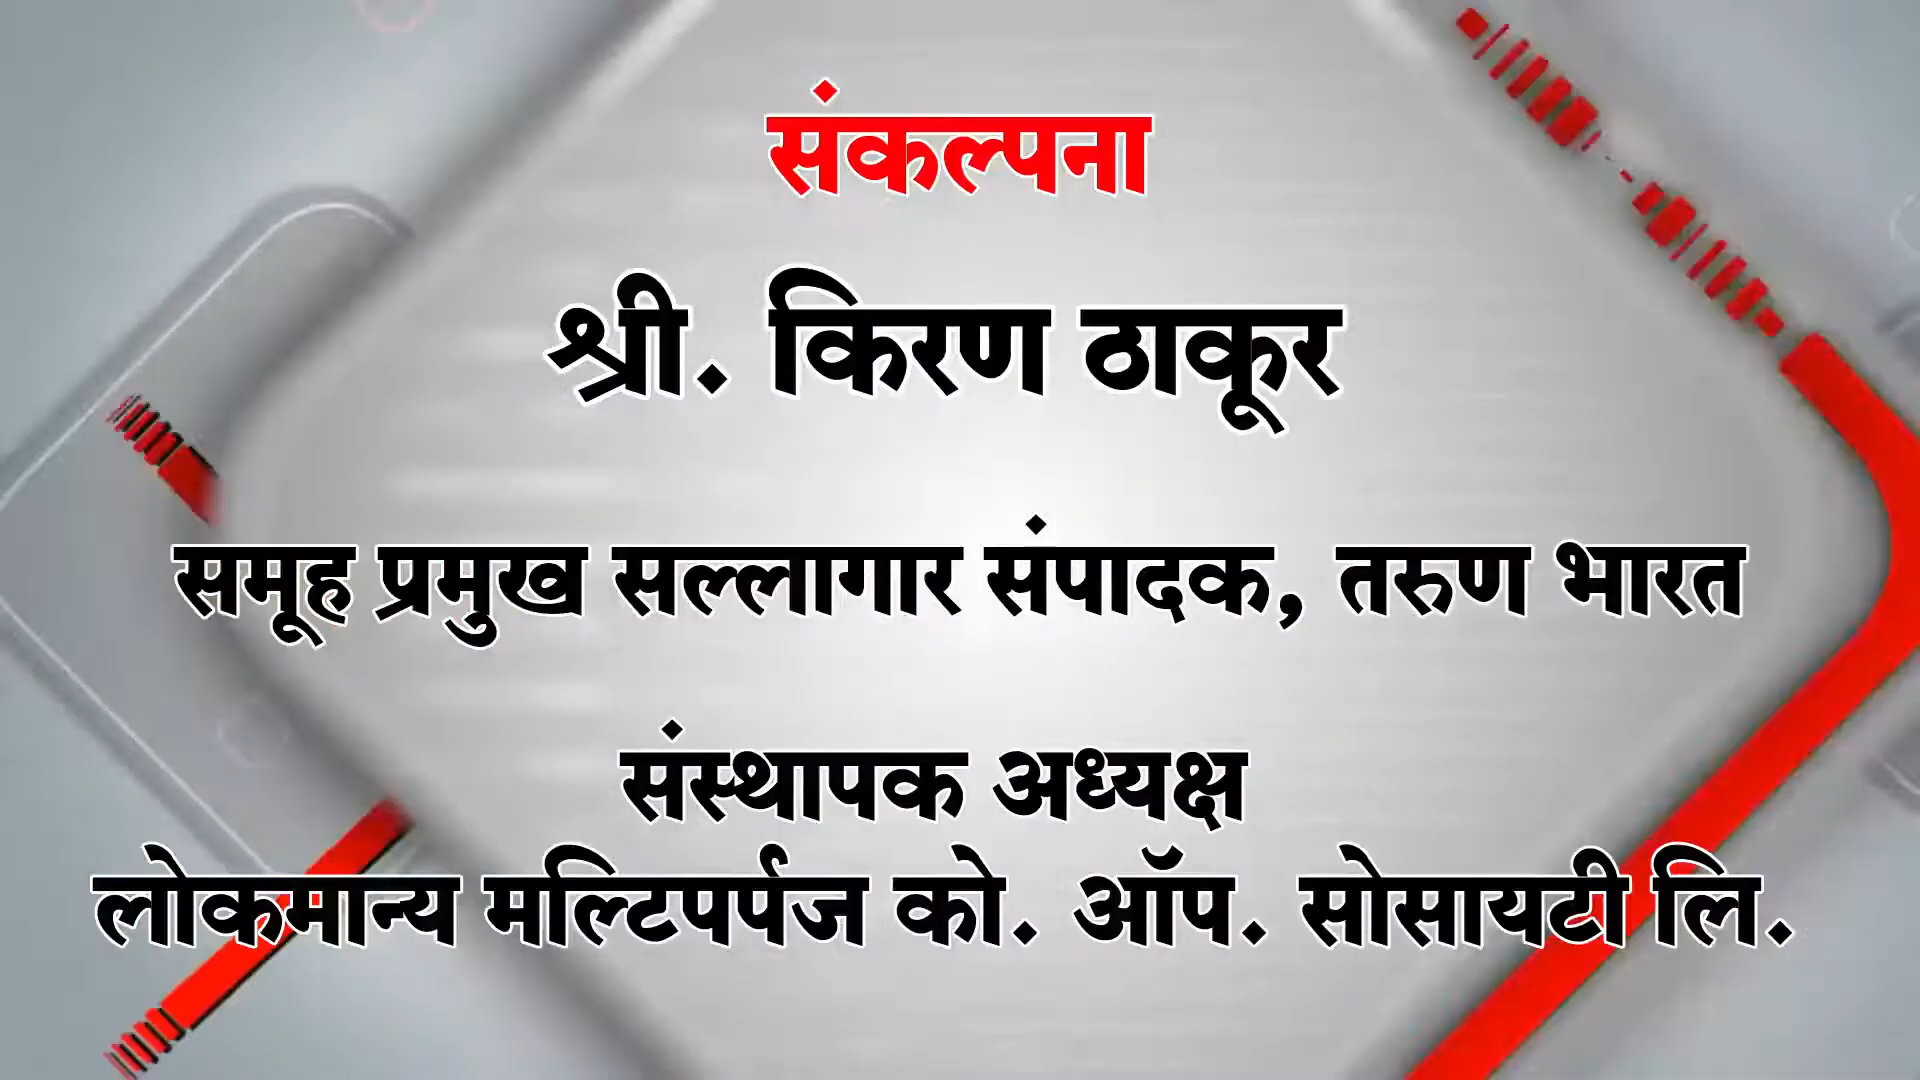 संकल्पना
श्री. किरण ठाकूर
समूह प्रमुख सल्लागार संपादक, तरुण भारत
संस्थापक अध्यक्ष
लोकमान्य मल्टिपर्पज को. ऑप. सोसायटी लि.